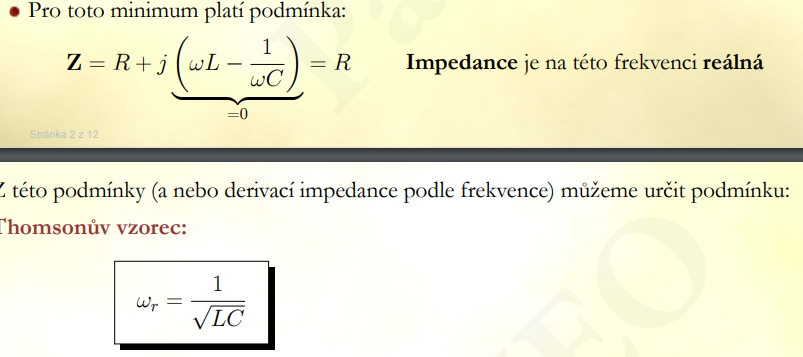 Pro toto minimum platí podmínka:
Z = R + j (ωL − 1/ωC) = R Impedance je na této frekvenci reálná
=0
Stránka 2 z 12
Z této podmínky (a nebo derivací impedance podle frekvence) můžeme určit podmínku:
Thomsonův vzorec:
ωr = 1/√LC